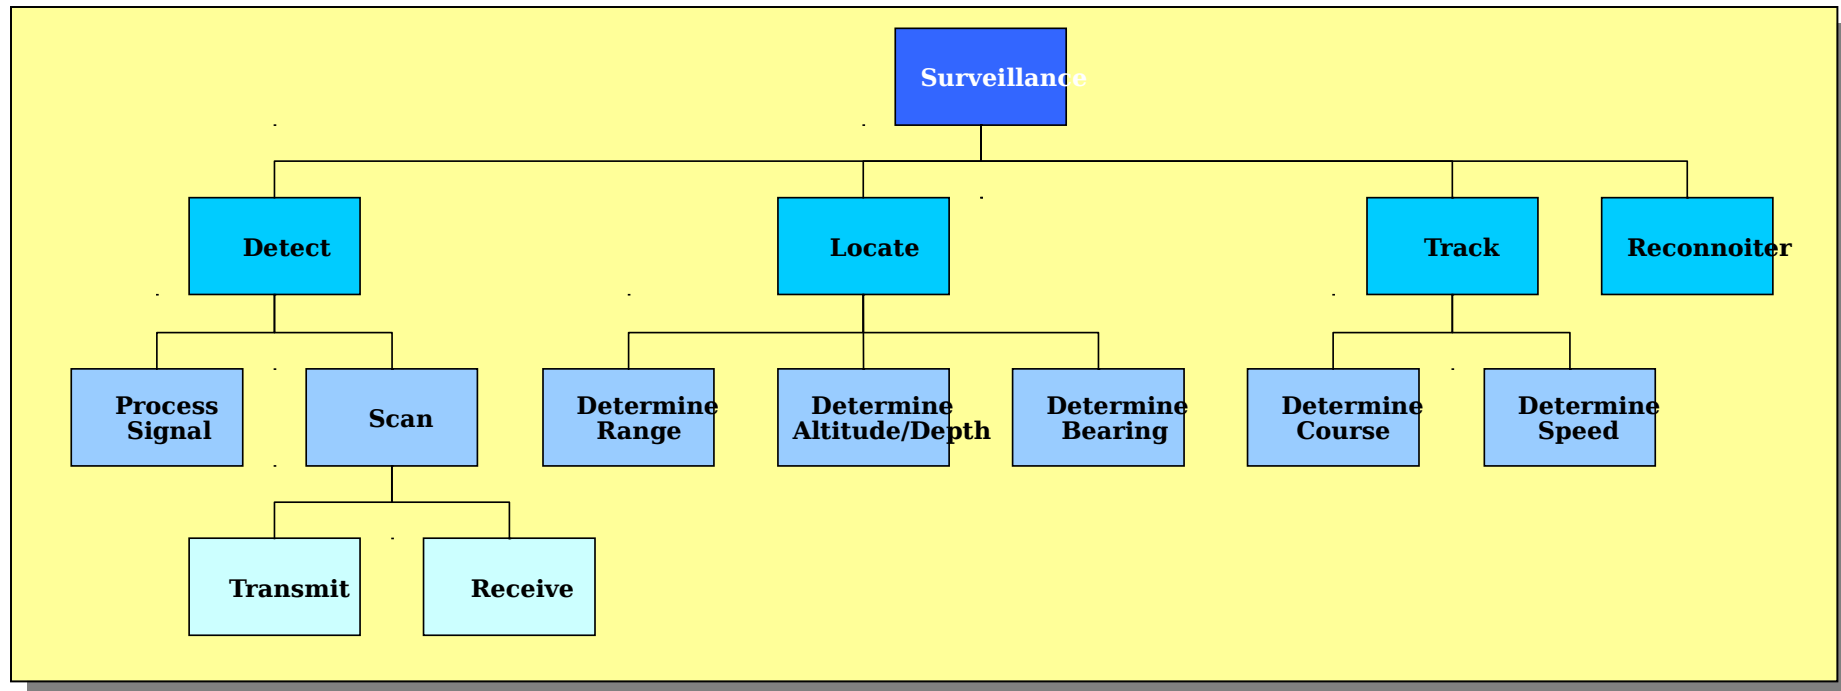 Surveillance
Detect
Locate
Track
Reconnoiter
Process
Signal
Scan
Determine
Range
Determine
Altitude/Depth
Determine
Bearing
Determine
Course
Determine
Speed
Transmit
Receive